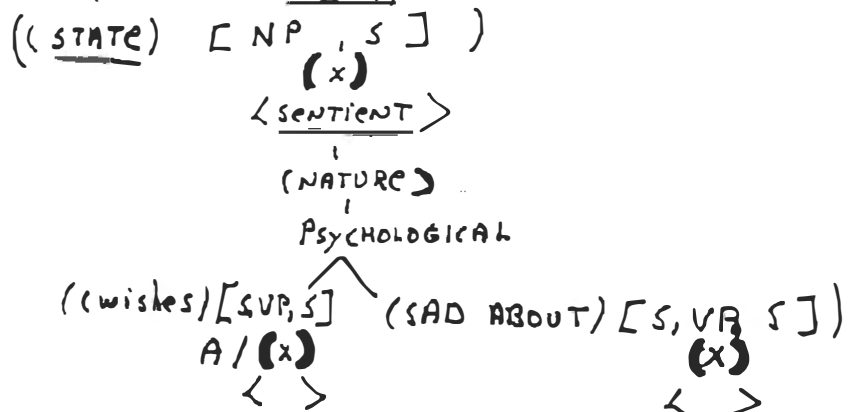 ((STATE) [NP , S])
(x)
<SENTIENT>
(NATURE)
PSYCHOLOGICAL
((wishes)[SVP,S] (SAD ABOUT)[S,VP, S])
A/(x) (x)
< > < >